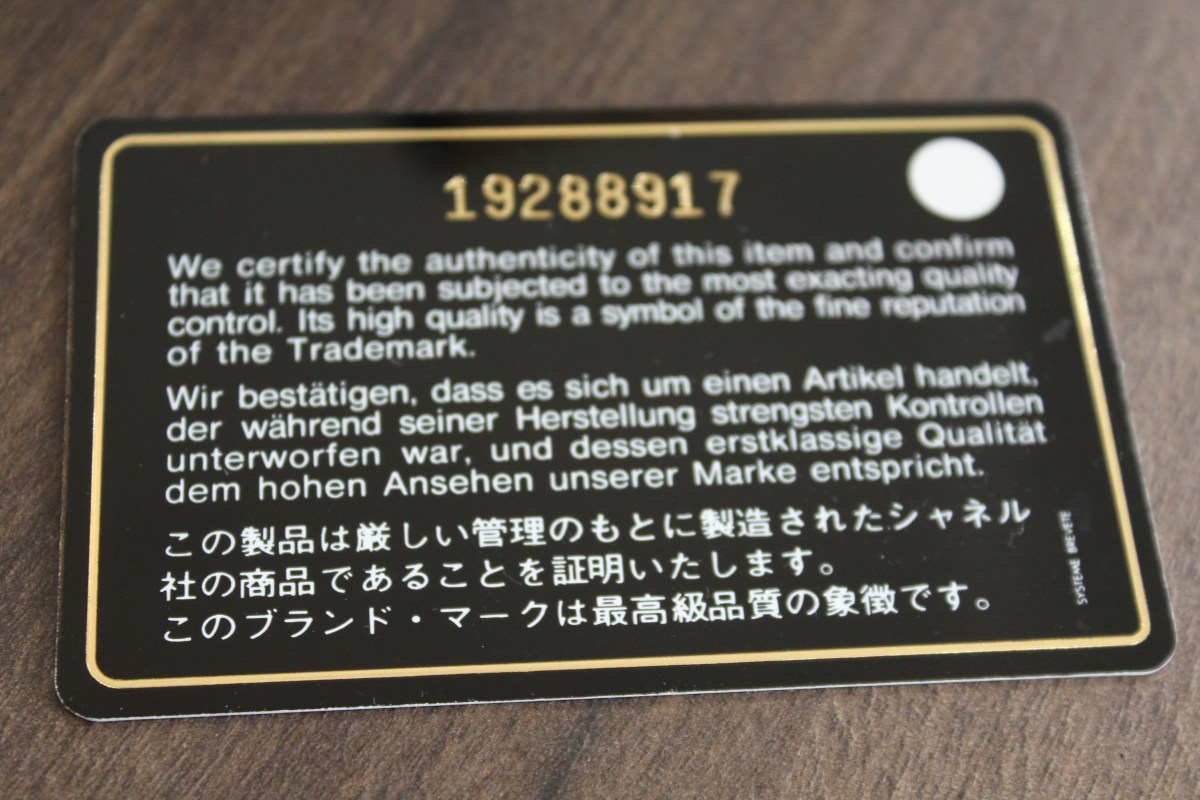 19288917
We certify the authenticity of this item and confirm
that it has been subjected to the most exacting quality
control. Its high quality is a symbol of the fine reputation
of the Trademark.
Wir bestätigen, dass es sich um einen Artikel handelt,
der während seiner Herstellung strengsten Kontrollen
unterworfen war, und dessen erstklassige Qualität
dem hohen Ansehen unserer Marke entspricht.
この製品は厳しい管理のもとに製造されたシャネル
社の商品であることを証明いたします。
このブランド・マークは最高級品質の象徴です。
SYSTEME BREVETE